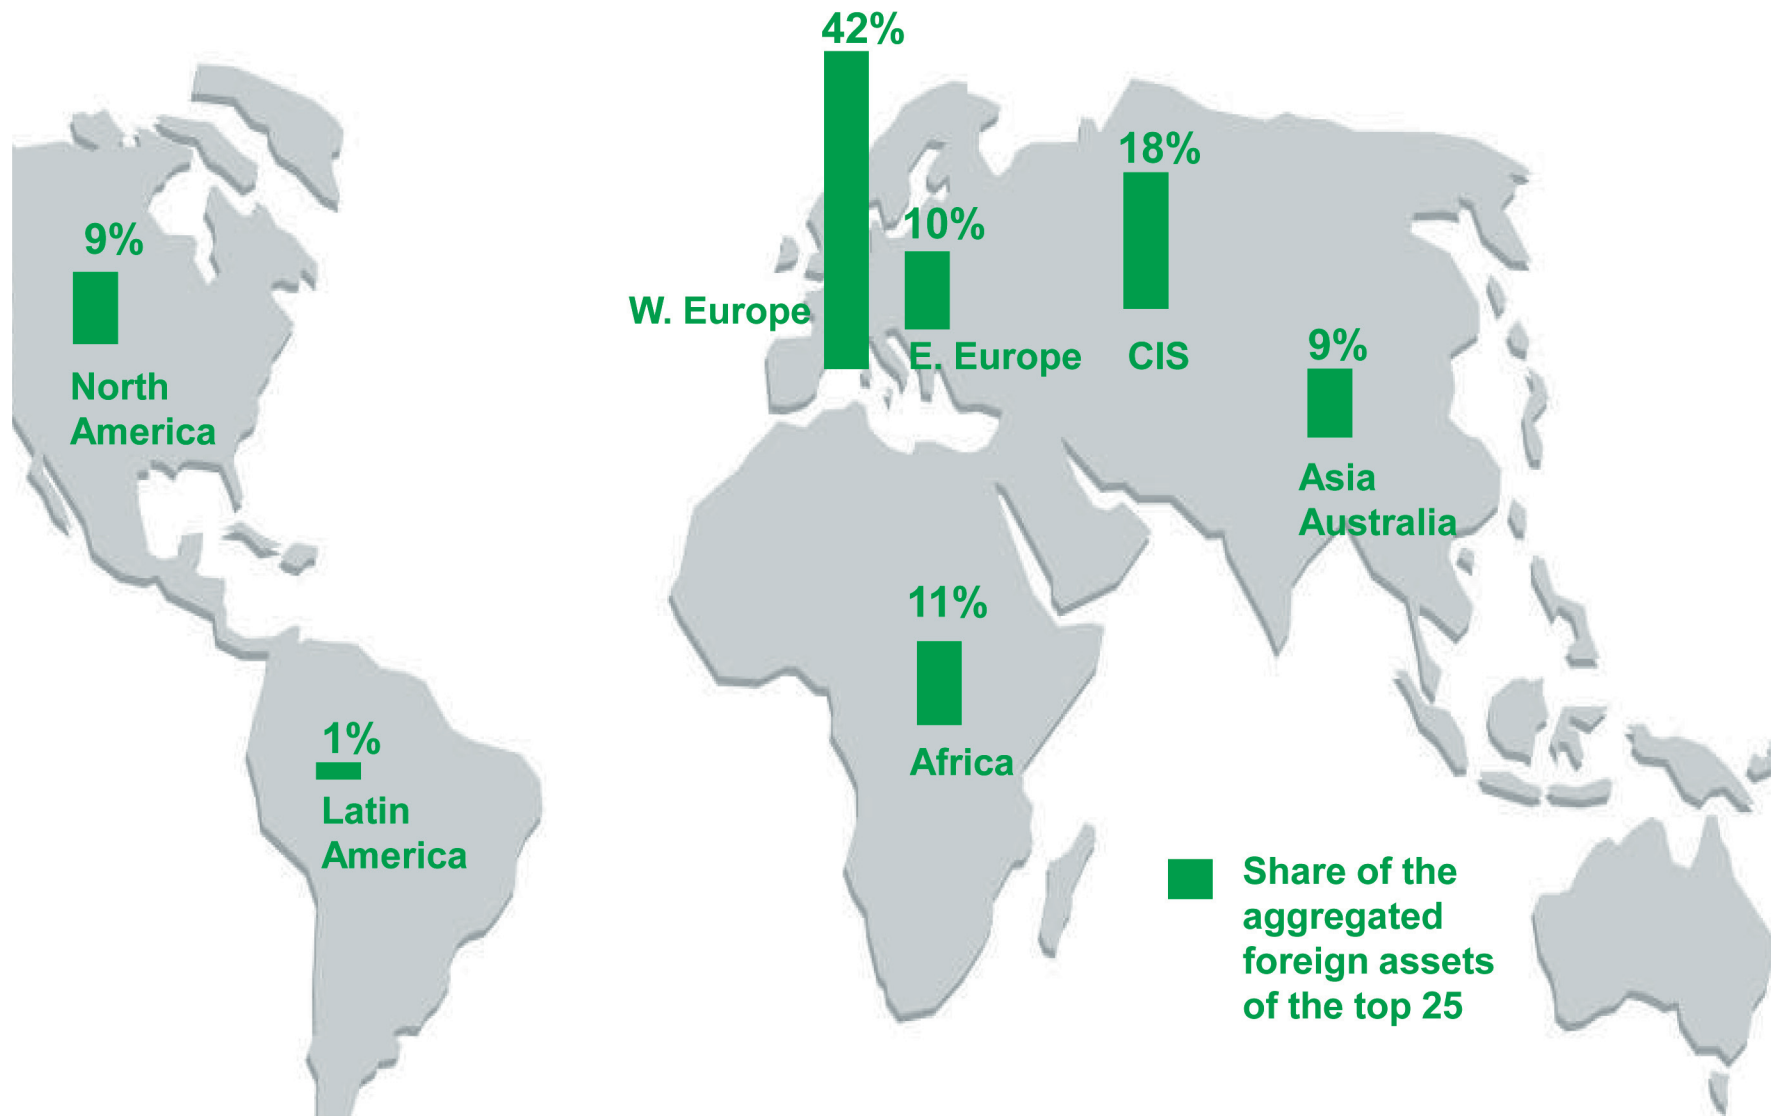 42%
18%
10%
9%
W. Europe
E. Europe
CIS
9%
North
America
Asia
Australia
11%
Africa
1%
Latin
America
Share of the
aggregated
foreign assets
of the top 25